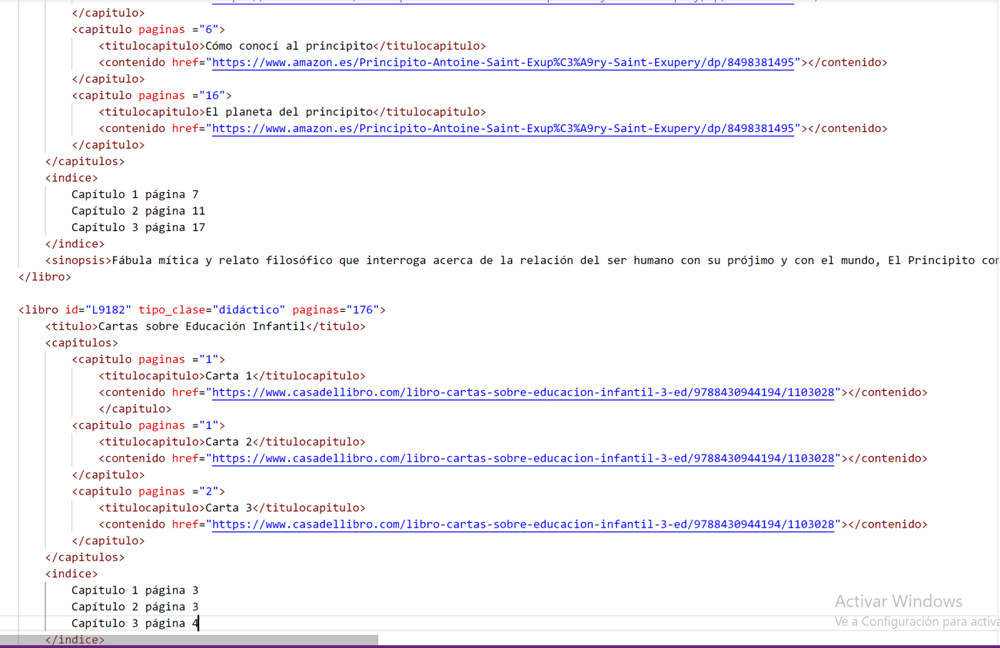 </capitulo>
<capitulo paginas ="6">
<titulocapitulo>Cómo conocí al principito</titulocapitulo>
<contenido href="https://www.amazon.es/Principito-Antoine-Saint-Exup%C3%A9ry-Saint-Exupery/dp/8498381495"></contenido>
</capitulo>
<capitulo paginas ="16">
<titulocapitulo>El planeta del principito</titulocapitulo>
<contenido href="https://www.amazon.es/Principito-Antoine-Saint-Exup%C3%A9ry-Saint-Exupery/dp/8498381495"></contenido>
</capitulo>
</capitulos>
<indice>
Capítulo 1 página 7
Capítulo 2 página 11
Capítulo 3 página 17
</indice>
<sinopsis>Fábula mítica y relato filosófico que interroga acerca de la relación del ser humano con su prójimo y con el mundo, El Principito con
</libro>
<libro id="L9182" tipo_clase="didáctico" paginas="176">
<titulo>Cartas sobre Educación Infantil</titulo>
<capitulos>
<capitulo paginas ="1">
<titulocapitulo>Carta 1</titulocapitulo>
<contenido href="https://www.casadellibro.com/libro-cartas-sobre-educacion-infantil-3-ed/9788430944194/1103028"></contenido>
</capitulo>
<capitulo paginas ="1">
<titulocapitulo>Carta 2</titulocapitulo>
<contenido href="https://www.casadellibro.com/libro-cartas-sobre-educacion-infantil-3-ed/9788430944194/1103028"></contenido>
</capitulo>
<capitulo paginas ="2">
<titulocapitulo>Carta 3</titulocapitulo>
<contenido href="https://www.casadellibro.com/libro-cartas-sobre-educacion-infantil-3-ed/9788430944194/1103028"></contenido>
</capitulo>
</capitulos>
<indice>
Capítulo 1 página 3
Capítulo 2 página 3
Capítulo 3 página 4
</indice>
Activar Windows
Ve a Configuración para activa